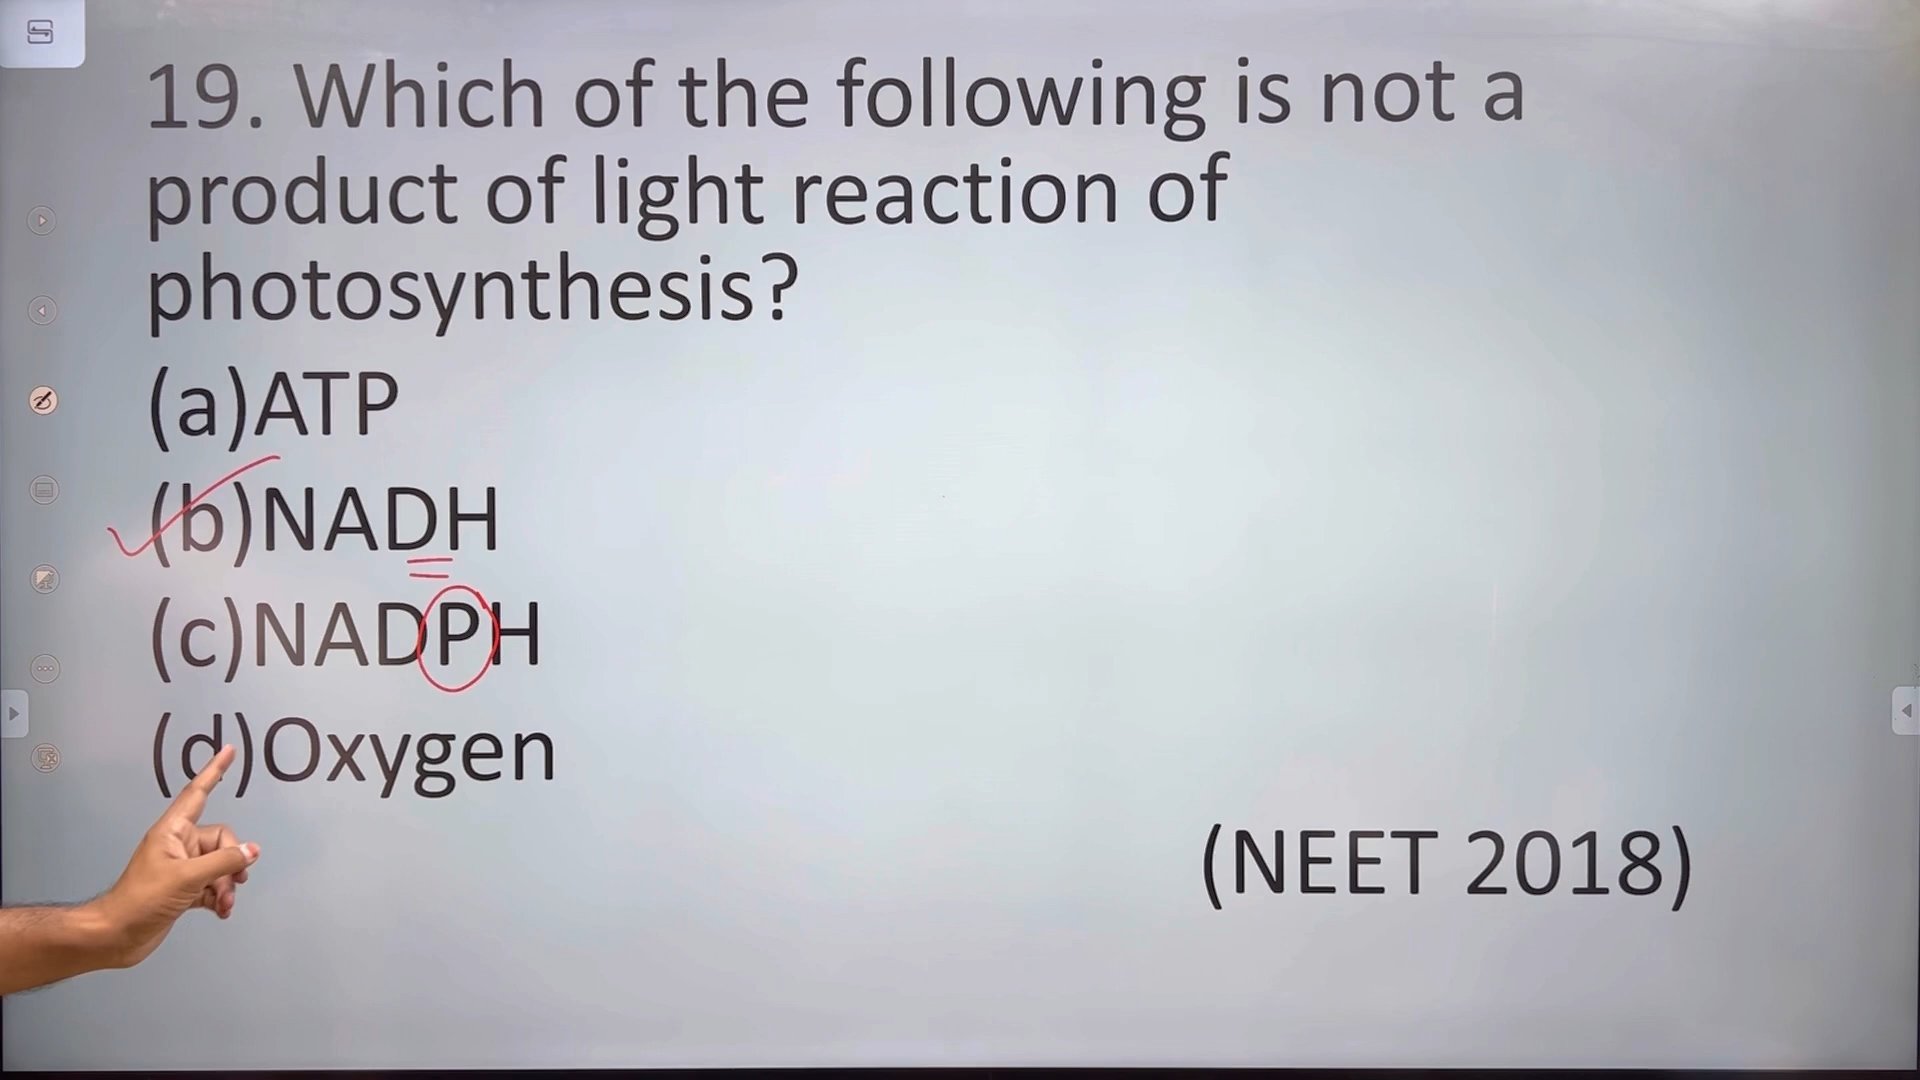 19. Which of the following is not a
product of light reaction of
photosynthesis?
(a)ATP
(b)NADH
(c)NADPH
(d)Oxygen
(NEET 2018)